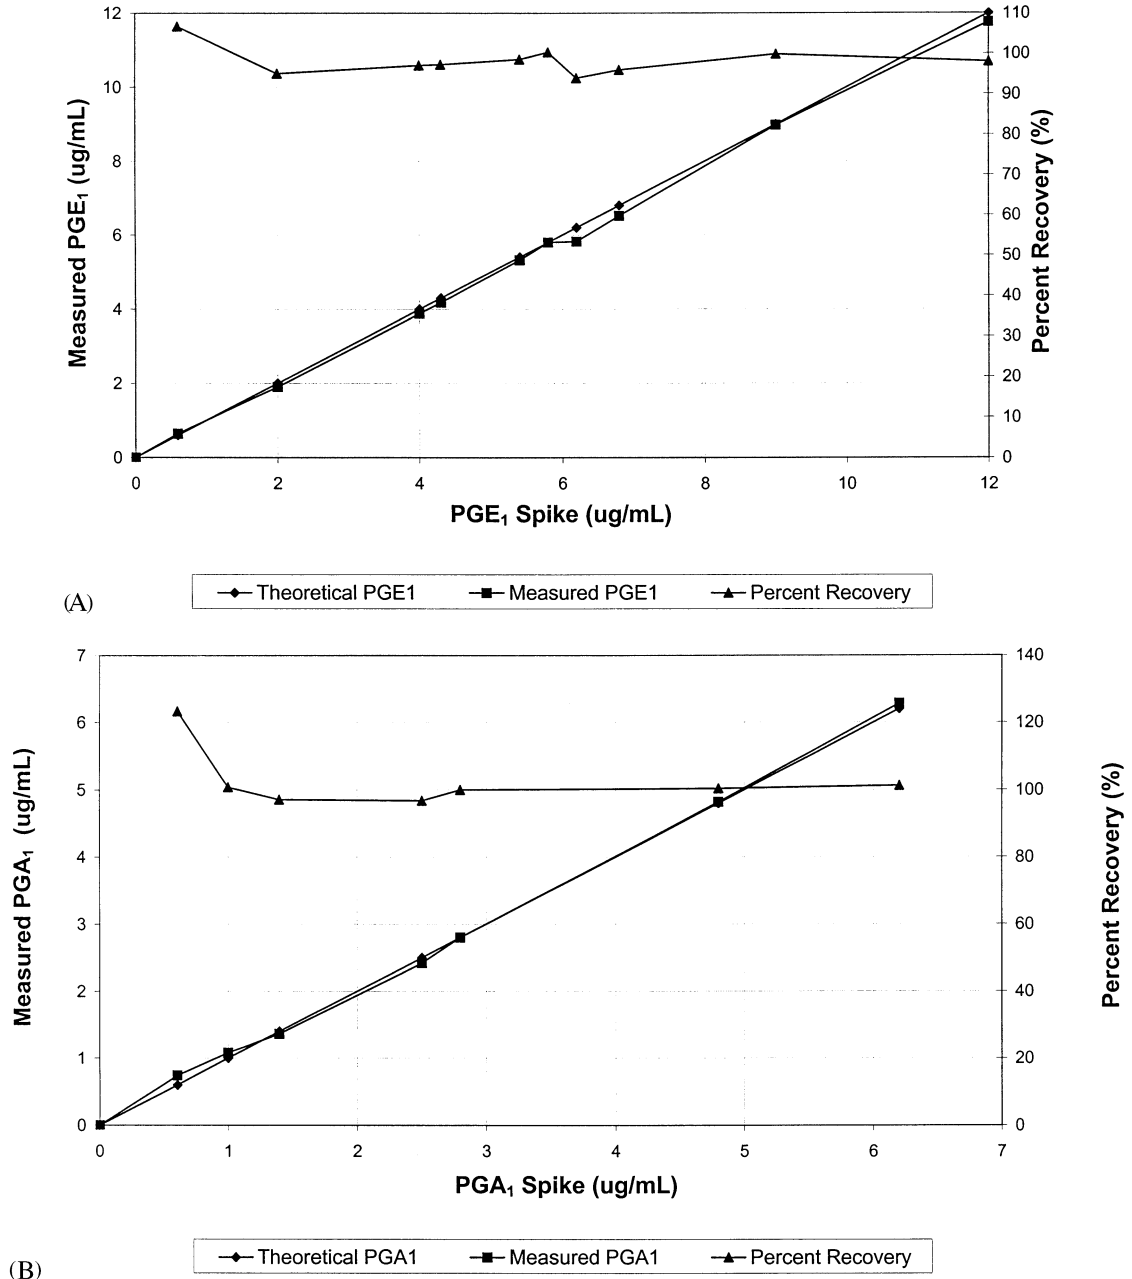 12
10
8
6
4
2
0
Measured PGE₁ (ug/mL)
110
100
90
80
70
60
50
40
30
20
10
0
Percent Recovery (%)
0 2 4 6 8 10 12
PGE₁ Spike (ug/mL)
Theoretical PGE1 Measured PGE1 Percent Recovery
(A)
7
6
5
4
3
2
1
0
Measured PGA₁ (ug/mL)
140
120
100
80
60
40
20
0
Percent Recovery (%)
0 1 2 3 4 5 6 7
PGA₁ Spike (ug/mL)
Theoretical PGA1 Measured PGA1 Percent Recovery
(B)